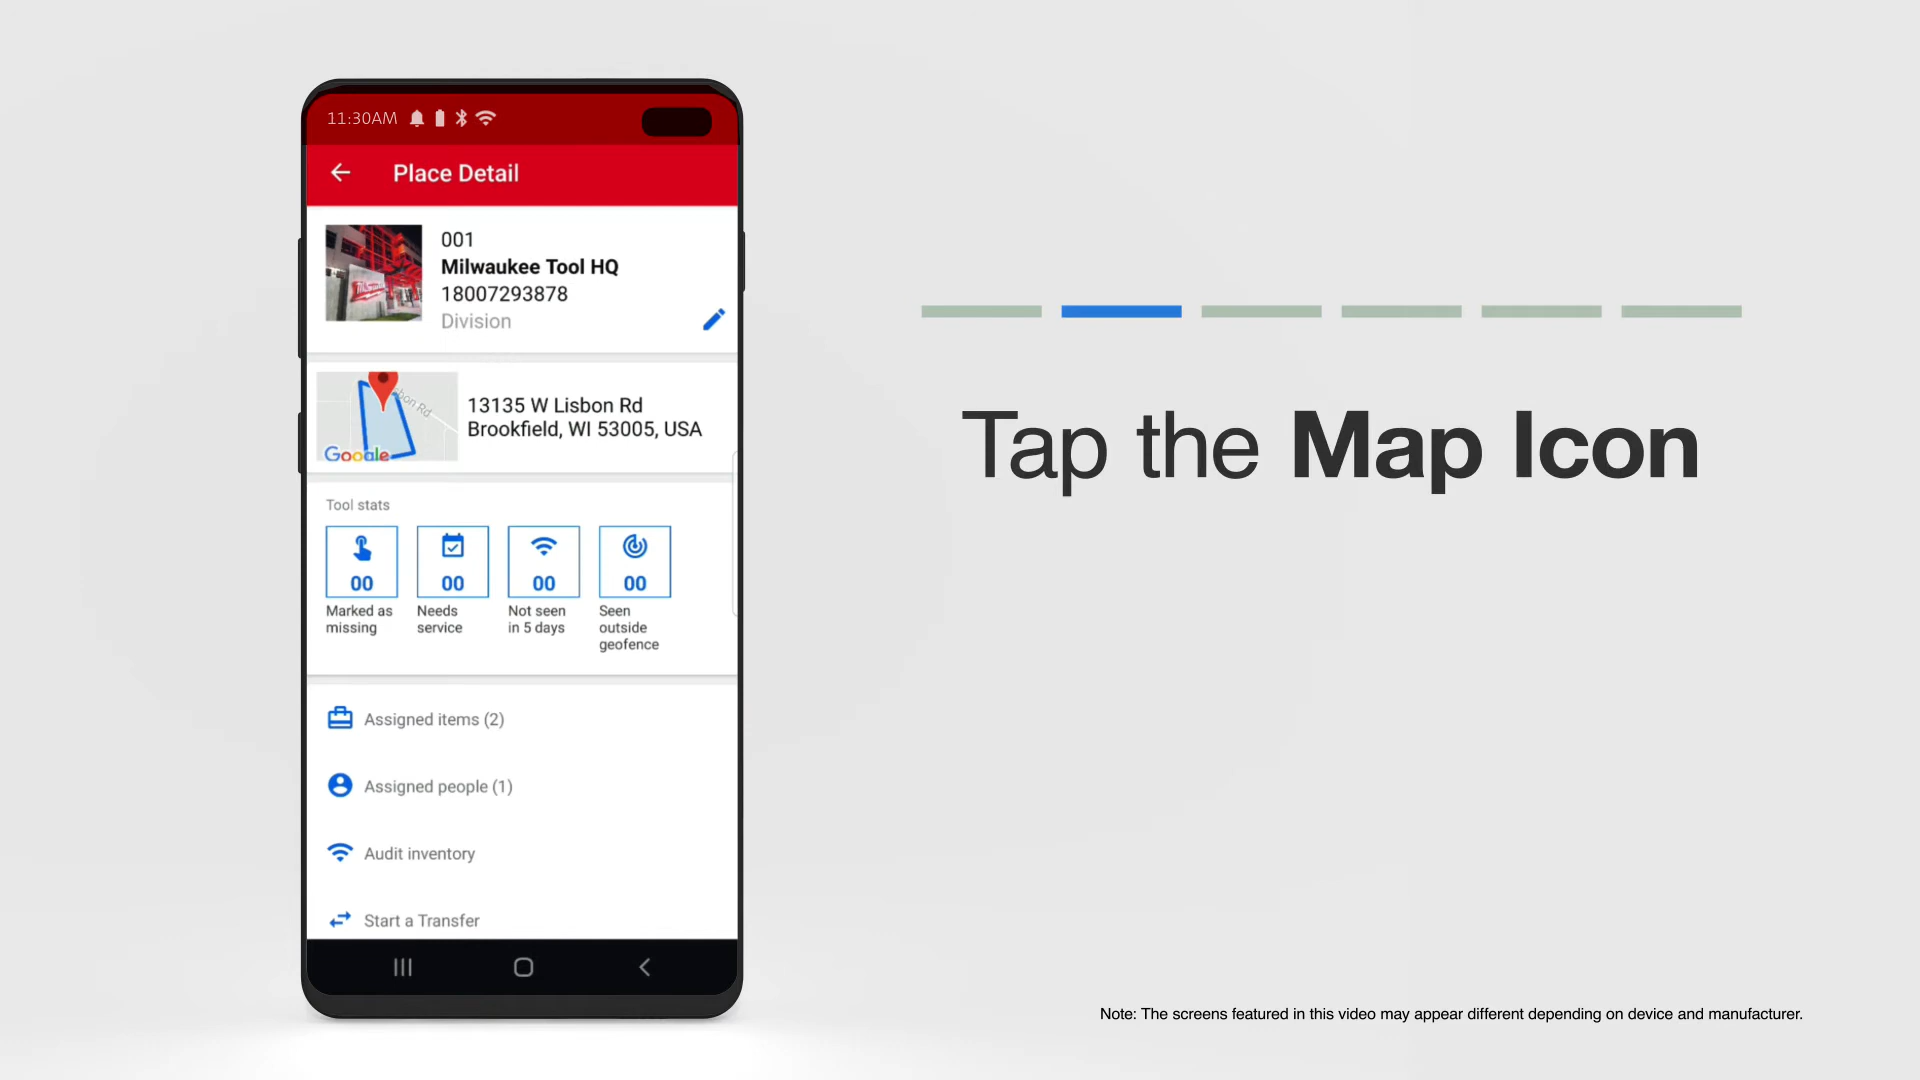 11:30AM
Place Detail
001
Milwaukee Tool HQ
18007293878
Division
13135 W Lisbon Rd
Brookfield, WI 53005, USA
bon Rd
Google
Tool stats
00
00
00
00
Marked as
missing
Needs
service
Not seen
in 5 days
Seen
outside
geofence
Assigned items (2)
Assigned people (1)
Audit inventory
Start a Transfer
Tap the Map Icon
Note: The screens featured in this video may appear different depending on device and manufacturer.